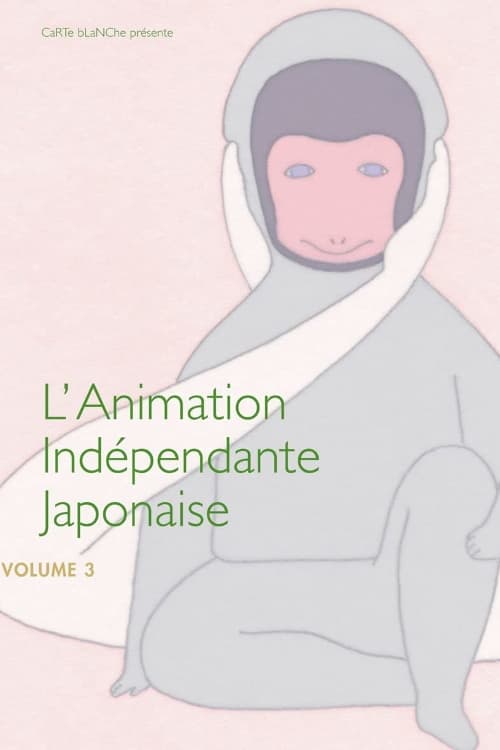 CaRTe bLaNChe présente
L'Animation
Indépendante
Japonaise
VOLUME 3